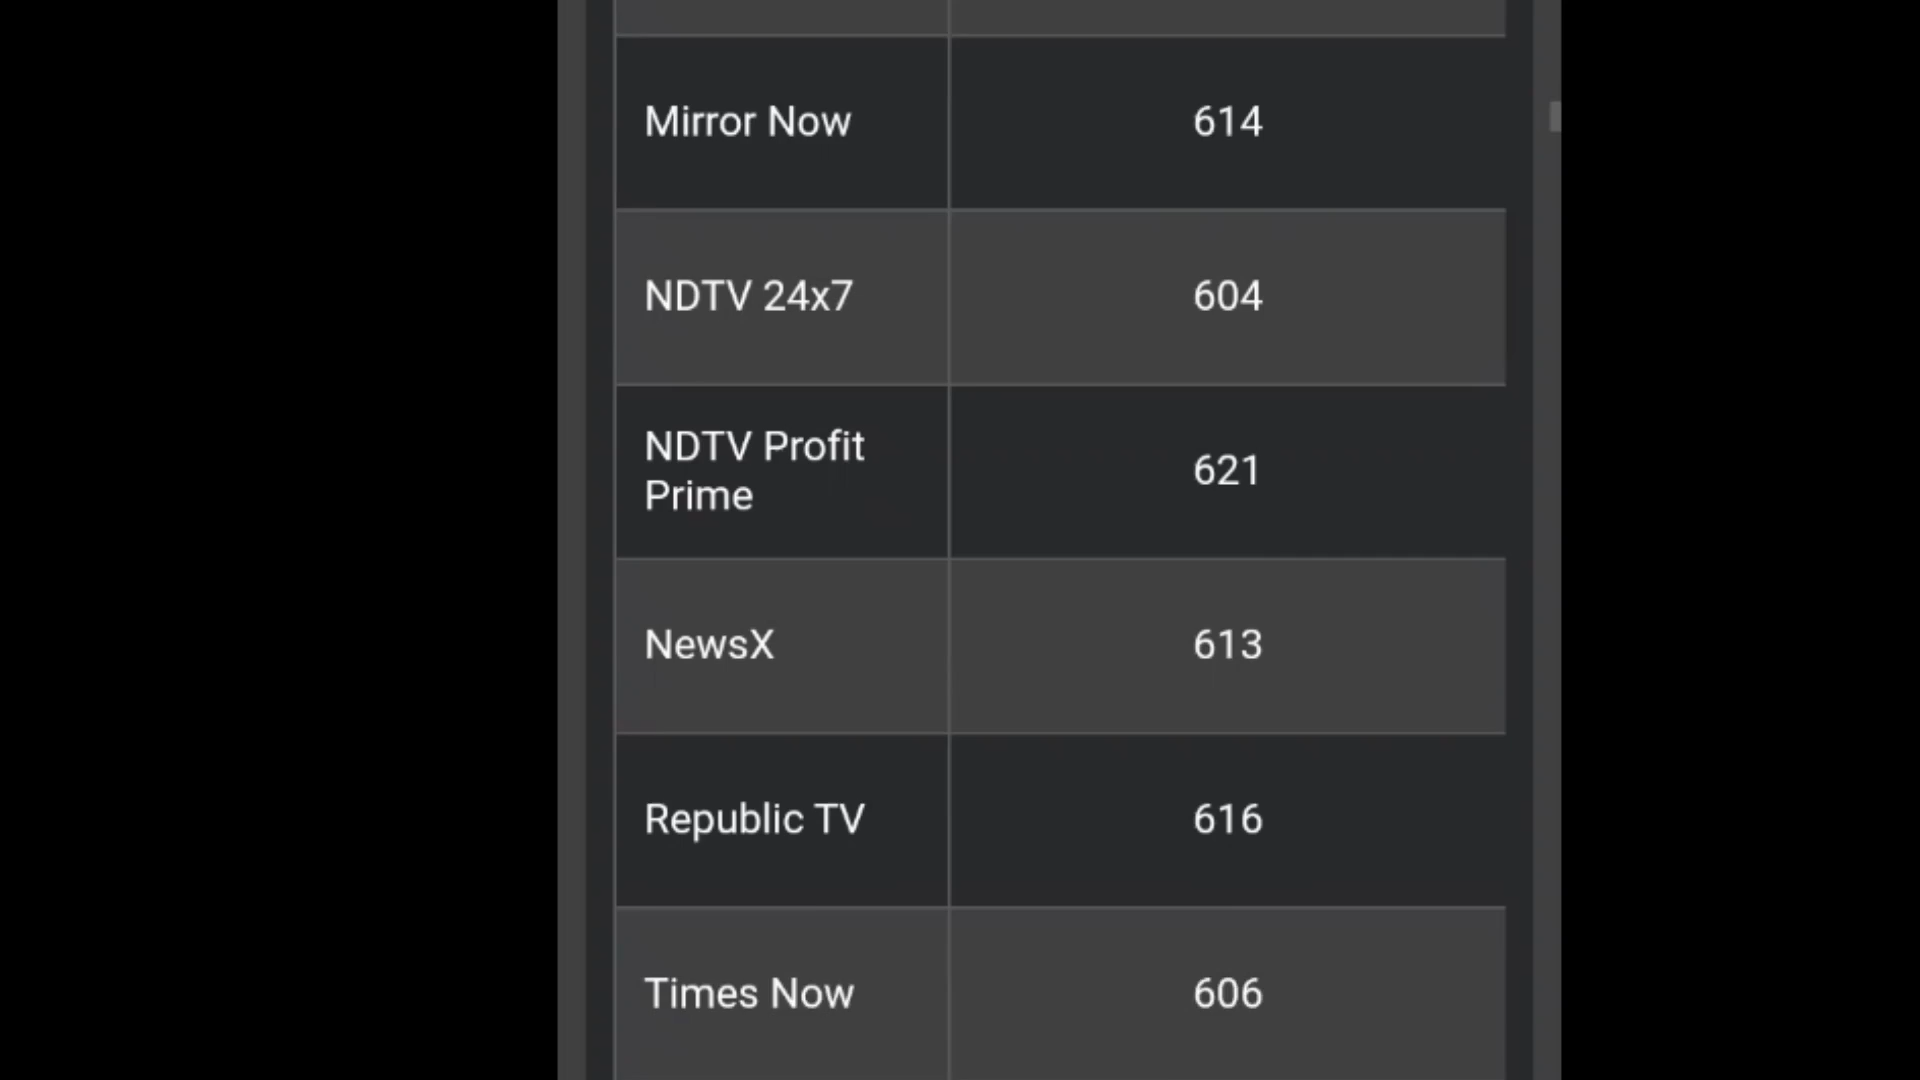 Mirror Now 614
NDTV 24x7 604
NDTV Profit
Prime 621
NewsX 613
Republic TV 616
Times Now 606